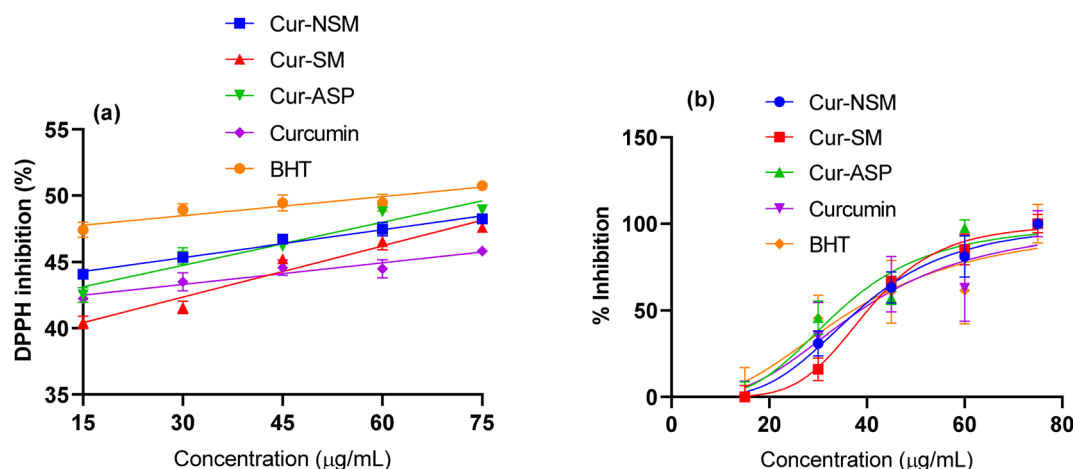 (a)
Cur-NSM
Cur-SM
Cur-ASP
Curcumin
BHT
DPPH inhibition (%)
55
50
45
40
35
15 30 45 60 75
Concentration (μg/mL)
(b)
Cur-NSM
Cur-SM
Cur-ASP
Curcumin
BHT
% Inhibition
150
100
50
0
0 20 40 60 80
Concentration (μg/mL)